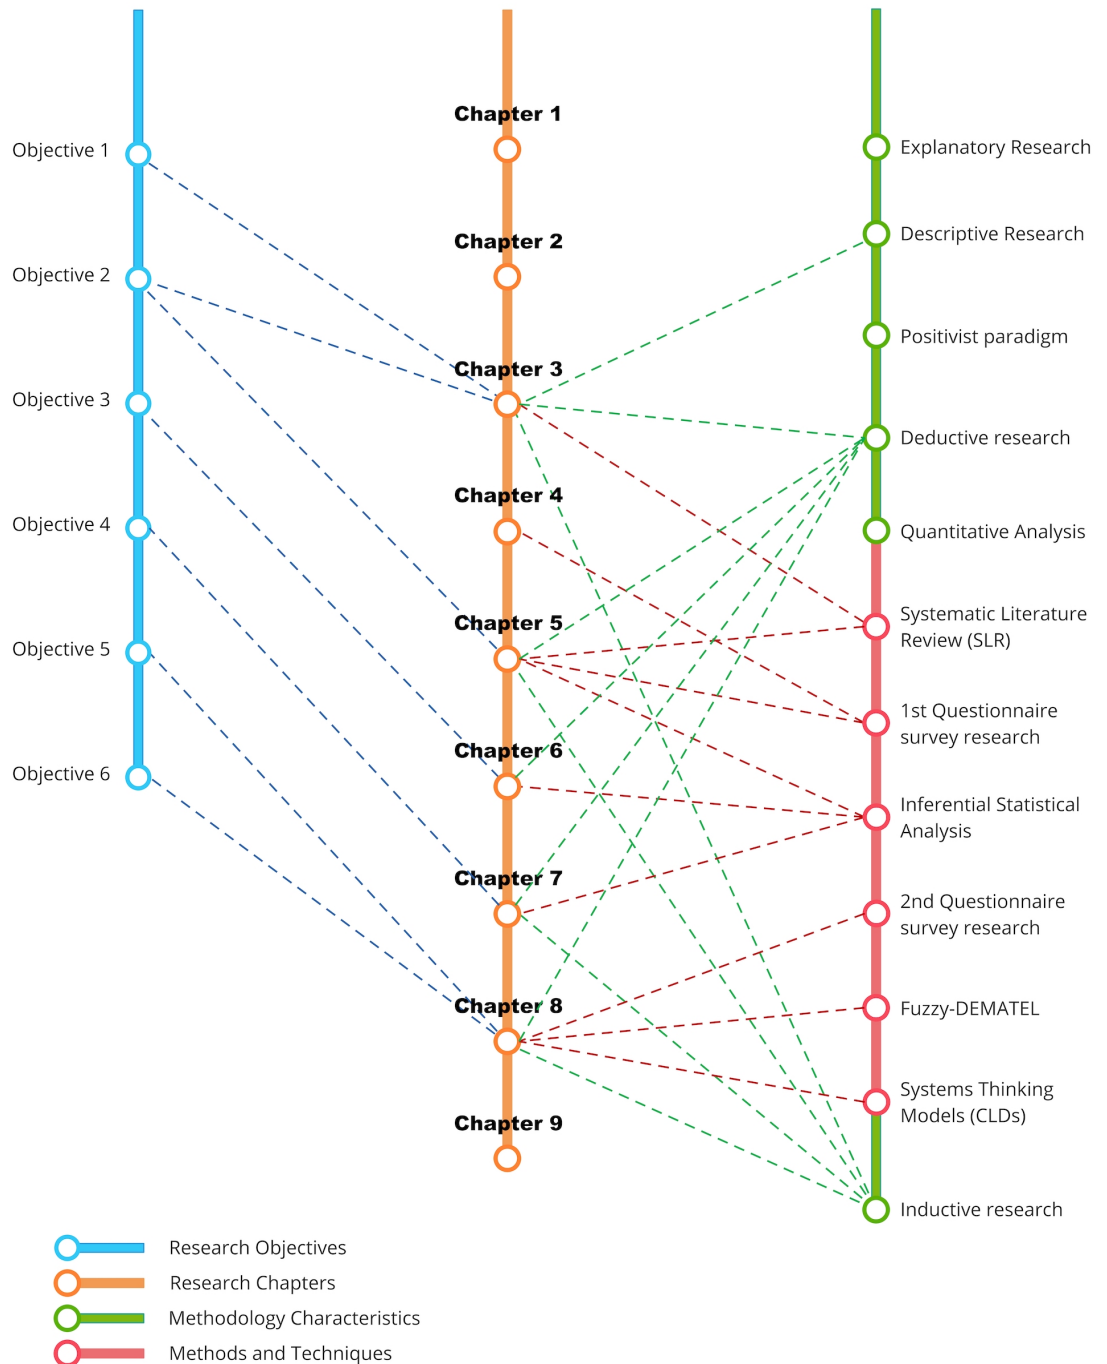 Objective 1
Objective 2
Objective 3
Objective 4
Objective 5
Objective 6
Chapter 1
Chapter 2
Chapter 3
Chapter 4
Chapter 5
Chapter 6
Chapter 7
Chapter 8
Chapter 9
Explanatory Research
Descriptive Research
Positivist paradigm
Deductive research
Quantitative Analysis
Systematic Literature
Review (SLR)
1st Questionnaire
survey research
Inferential Statistical
Analysis
2nd Questionnaire
survey research
Fuzzy-DEMATEL
Systems Thinking
Models (CLDs)
Inductive research
Research Objectives
Research Chapters
Methodology Characteristics
Methods and Techniques